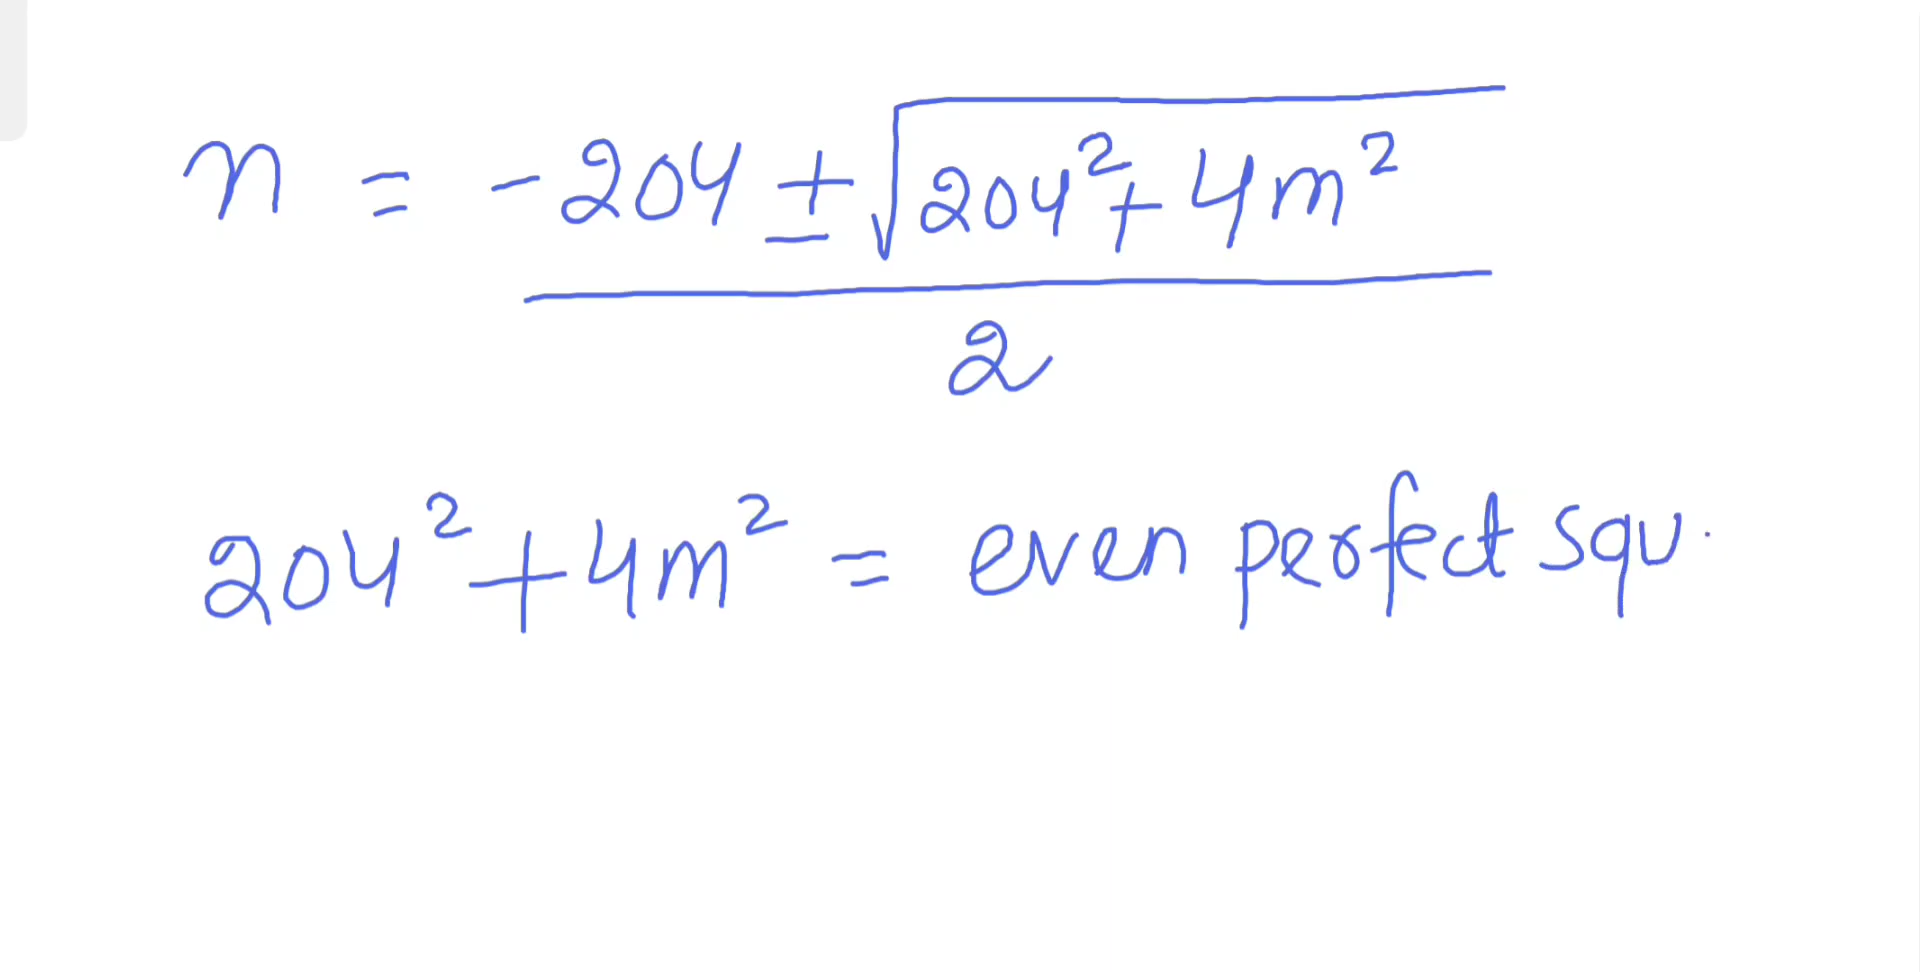 n = -204 ± √(204² + 4m²)
2
204² + 4m² = even perfect squ.